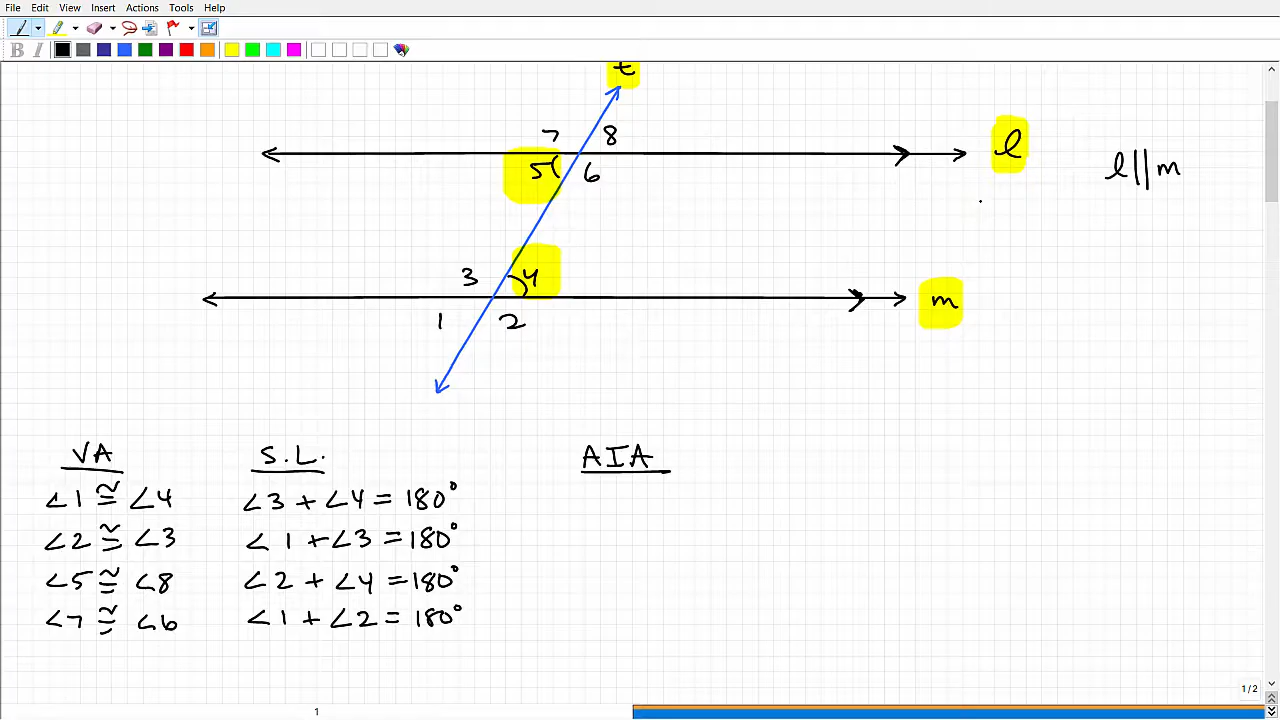 File Edit View Insert Actions Tools Help
B I
t
7 8
l
5 6
l||m
3 4
m
1 2
VA S.L. AIA
∠1 ≅ ∠4 ∠3 + ∠4 = 180°
∠2 ≅ ∠3 ∠1 + ∠3 = 180°
∠5 ≅ ∠8 ∠2 + ∠4 = 180°
∠7 ≅ ∠6 ∠1 + ∠2 = 180°
1/2
1